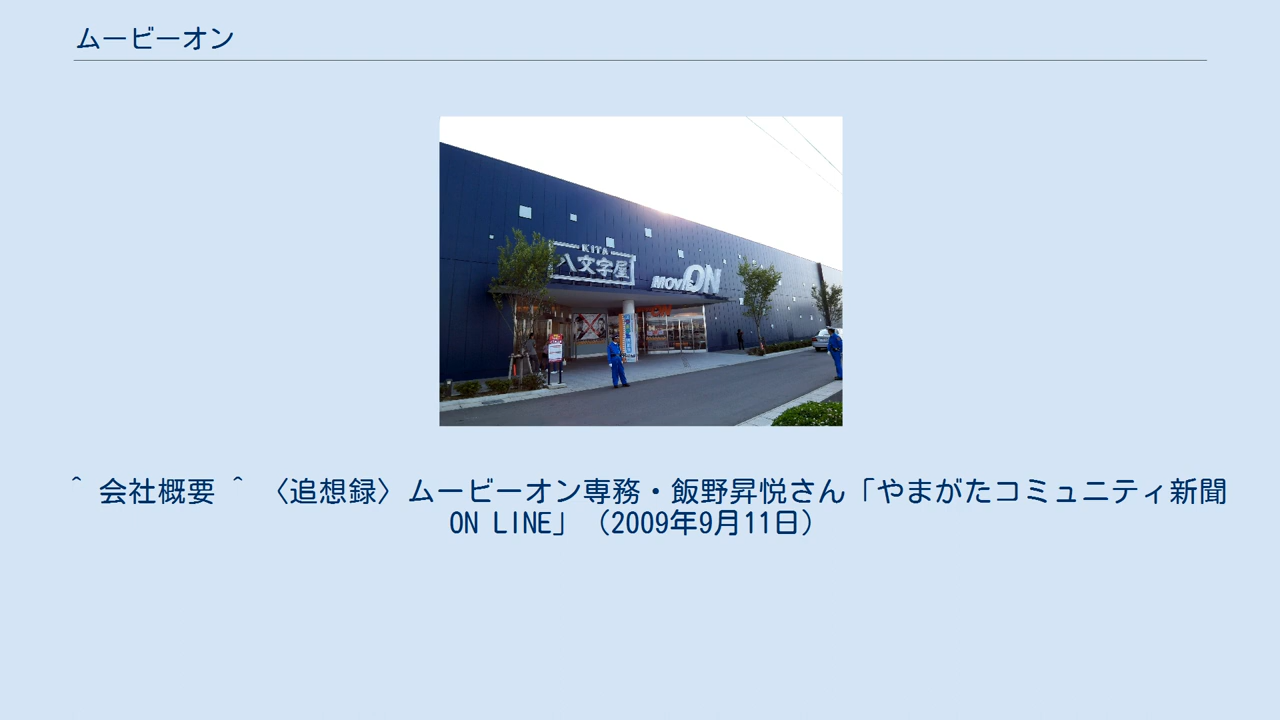 ムービーオン
KITA
八文字屋
MOVIE ON
^ 会社概要 ^ 〈追想録〉ムービーオン専務・飯野昇悦さん「やまがたコミュニティ新聞
ON LINE」（2009年9月11日）